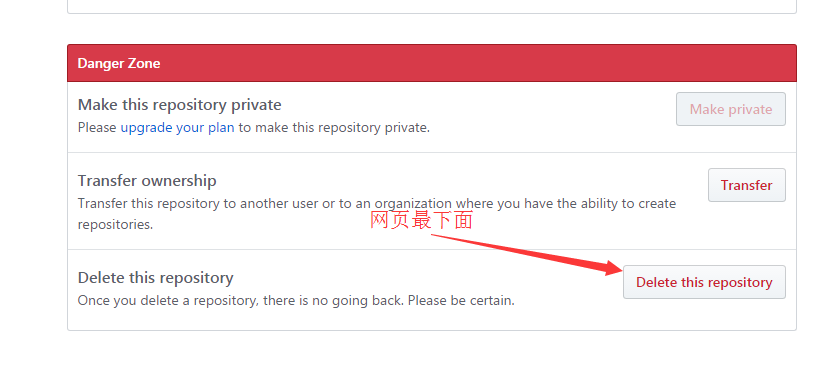 Danger Zone
Make this repository private
Make private
Please upgrade your plan to make this repository private.
Transfer ownership
Transfer
Transfer this repository to another user or to an organization where you have the ability to create
repositories.
网页最下面
Delete this repository
Delete this repository
Once you delete a repository, there is no going back. Please be certain.